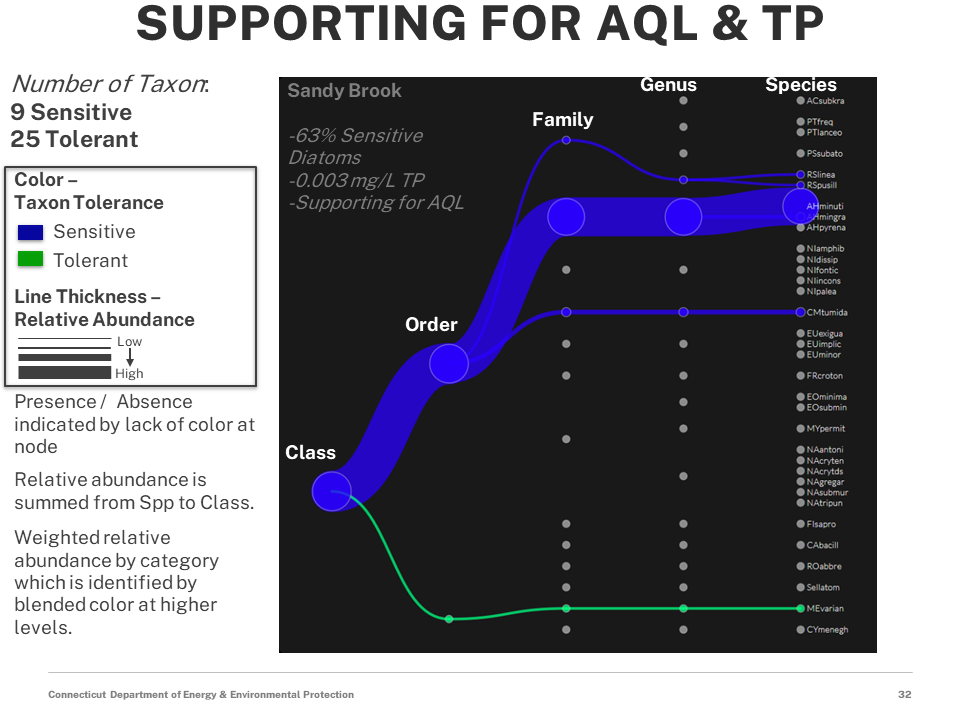 SUPPORTING FOR AQL & TP
Number of Taxon:
9 Sensitive
25 Tolerant
Color –
Taxon Tolerance
Sensitive
Tolerant
Line Thickness –
Relative Abundance
Low
High
Presence / Absence
indicated by lack of color at
node
Relative abundance is
summed from Spp to Class.
Weighted relative
abundance by category
which is identified by
blended color at higher
levels.
Sandy Brook
-63% Sensitive
Diatoms
-0.003 mg/L TP
-Supporting for AQL
Class
Order
Family
Genus
Species
ACsubkra
PTfreq
PTlanceo
PSsubato
RSlinea
RSpusill
AHminuti
AHmingra
AHpyrena
NIamphib
NIdissip
NIfontic
NIincons
NIpalea
CMtumida
EUexigua
EUimplic
EUminor
FRcroton
EOminima
EOsubmin
MYpermit
NAantoni
NAcryten
NAcrytds
NAgregar
NAsubmur
NAtripun
FIsapro
CAbacill
ROabbre
Sellatom
MEvarian
CYmenegh
Connecticut Department of Energy & Environmental Protection
32